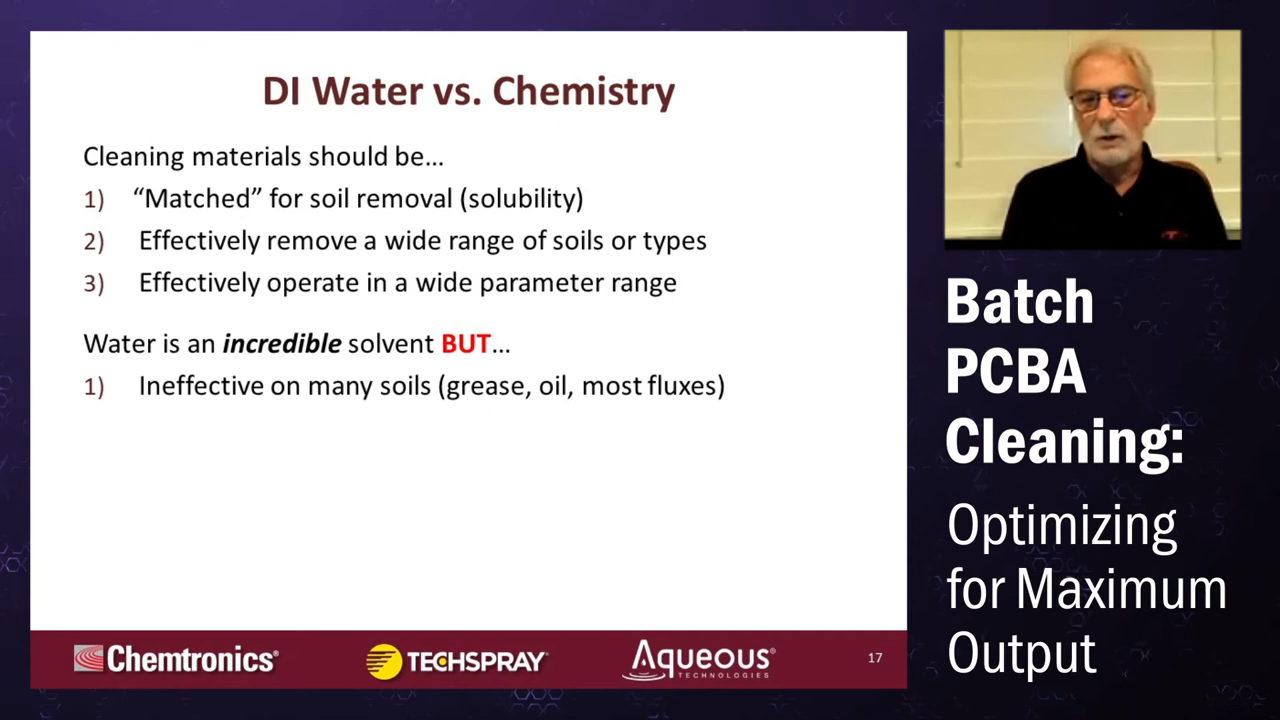 DI Water vs. Chemistry
Cleaning materials should be…
1) “Matched” for soil removal (solubility)
2) Effectively remove a wide range of soils or types
3) Effectively operate in a wide parameter range
Water is an incredible solvent BUT…
1) Ineffective on many soils (grease, oil, most fluxes)
Chemtronics®
TECHSPRAY®
Aqueous®
TECHNOLOGIES®
17
Batch
PCBA
Cleaning:
Optimizing
for Maximum
Output